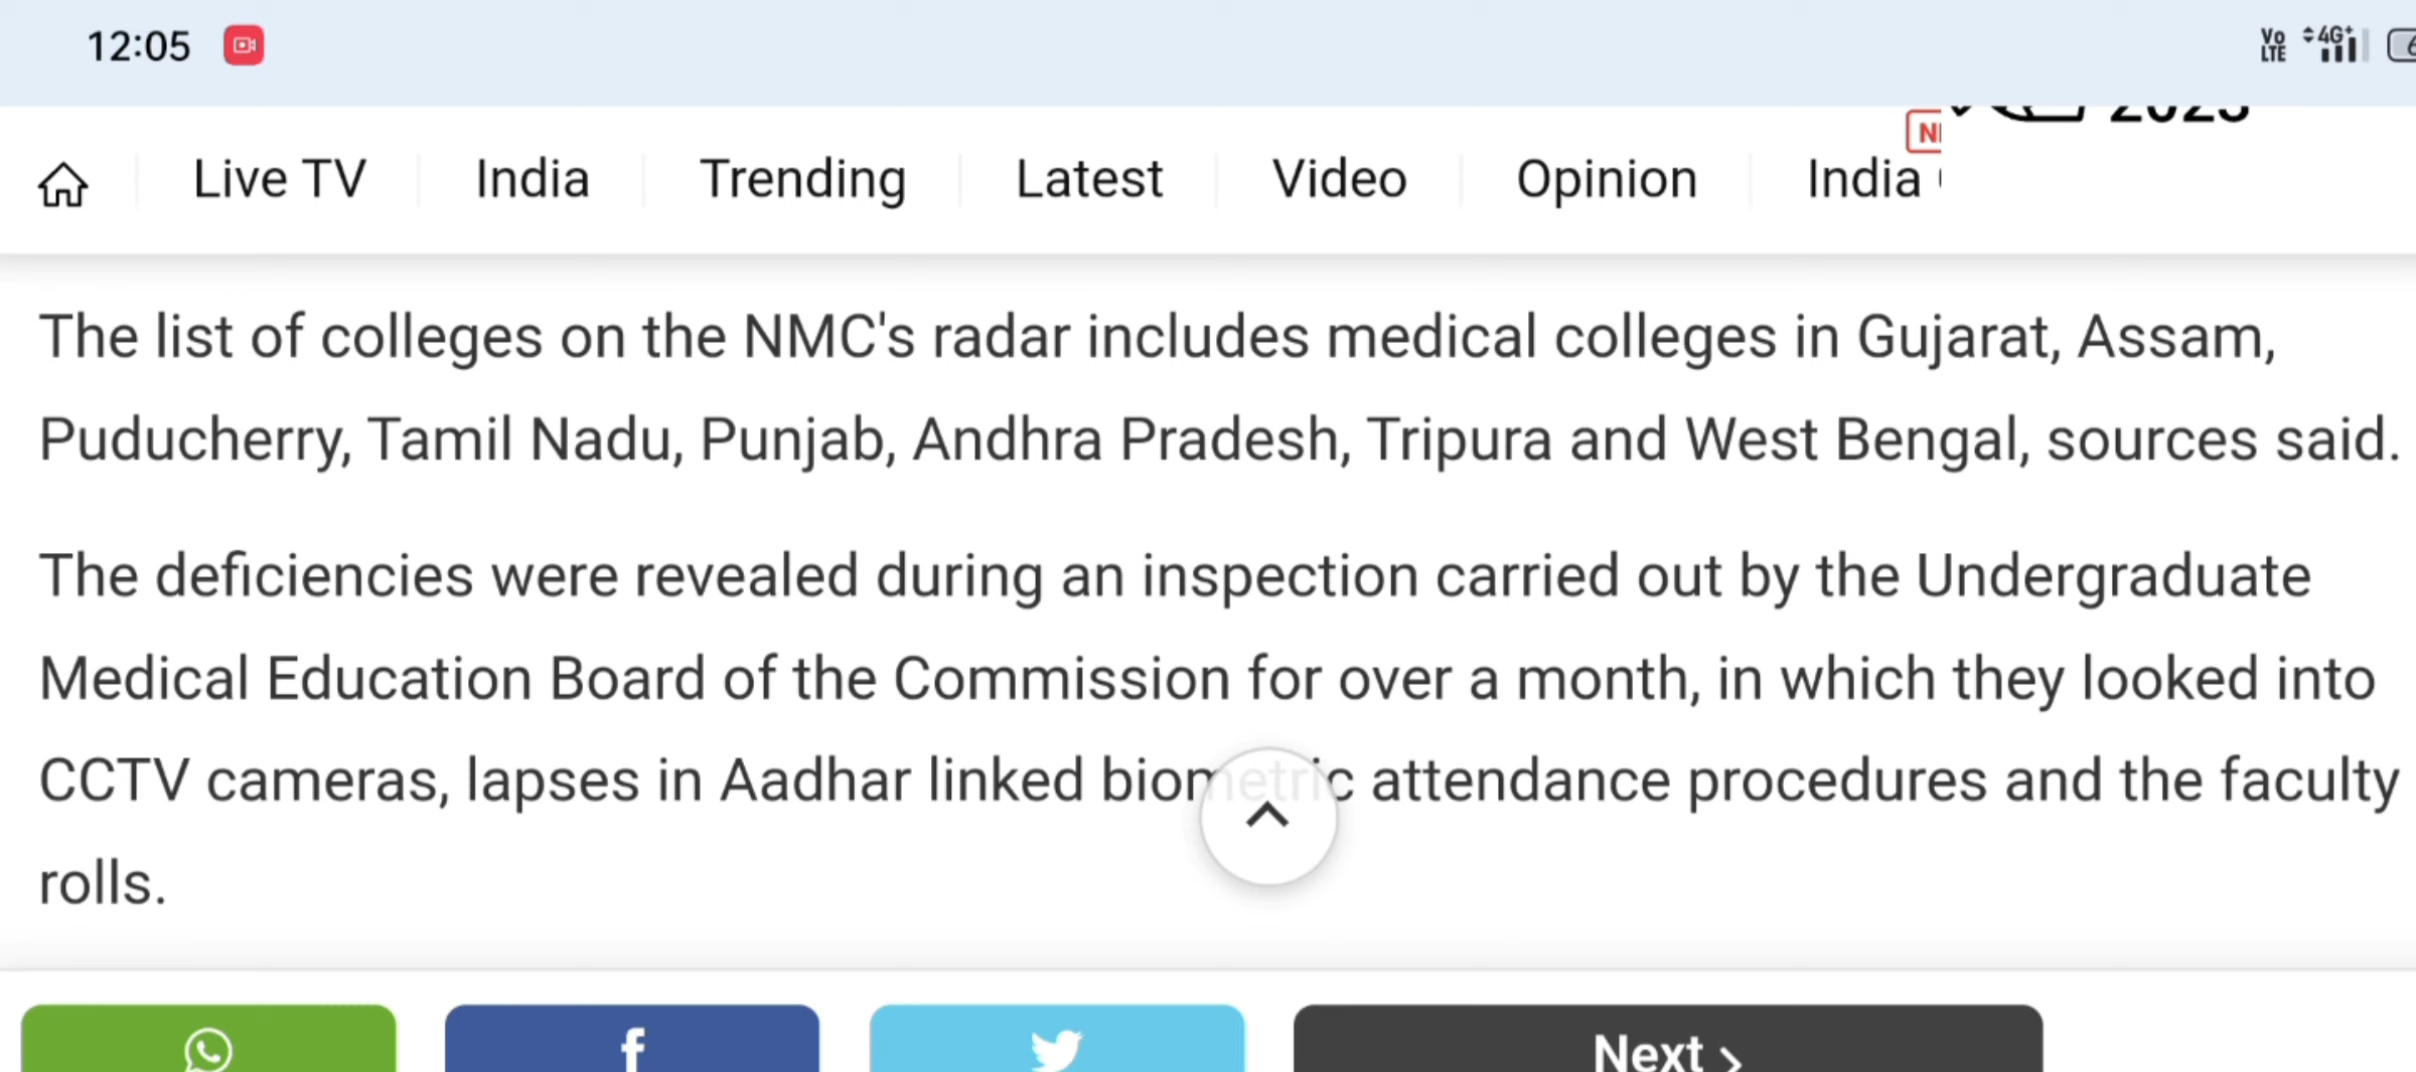 12:05
Vo LTE 4G+
2023
Live TV India Trending Latest Video Opinion India
The list of colleges on the NMC's radar includes medical colleges in Gujarat, Assam,
Puducherry, Tamil Nadu, Punjab, Andhra Pradesh, Tripura and West Bengal, sources said.
The deficiencies were revealed during an inspection carried out by the Undergraduate
Medical Education Board of the Commission for over a month, in which they looked into
CCTV cameras, lapses in Aadhar linked biometric attendance procedures and the faculty
rolls.
Next